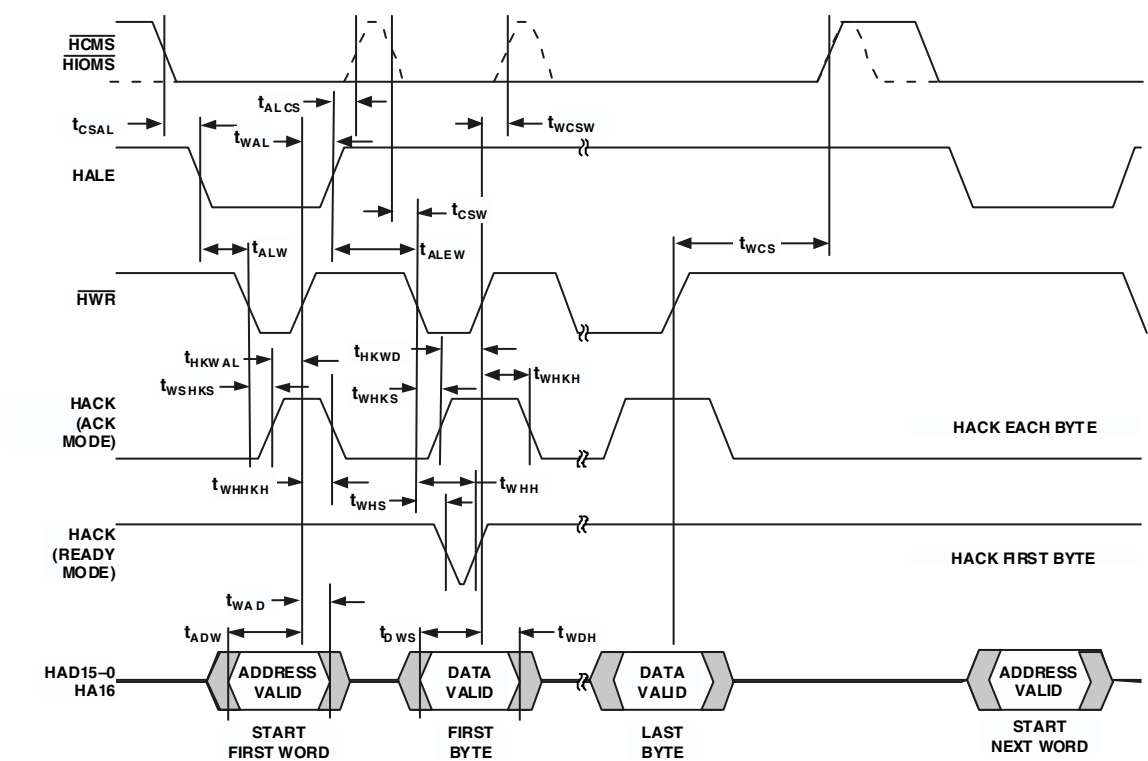 HCMS
HIOMS
tALCS
tCSAL
tWCSW
tWAL
HALE
tCSW
tALW
tALEW
tWCS
HWR
tHKWAL
tHKWD
tWSHKS
tWHKS
tWHKH
HACK
(ACK
MODE)
HACK EACH BYTE
tWHHKH
tWHS
tWHH
HACK
(READY
MODE)
HACK FIRST BYTE
tWAD
tADW
tDWS
tWDH
HAD15–0
HA16
ADDRESS
VALID
DATA
VALID
DATA
VALID
ADDRESS
VALID
START
FIRST WORD
FIRST
BYTE
LAST
BYTE
START
NEXT WORD